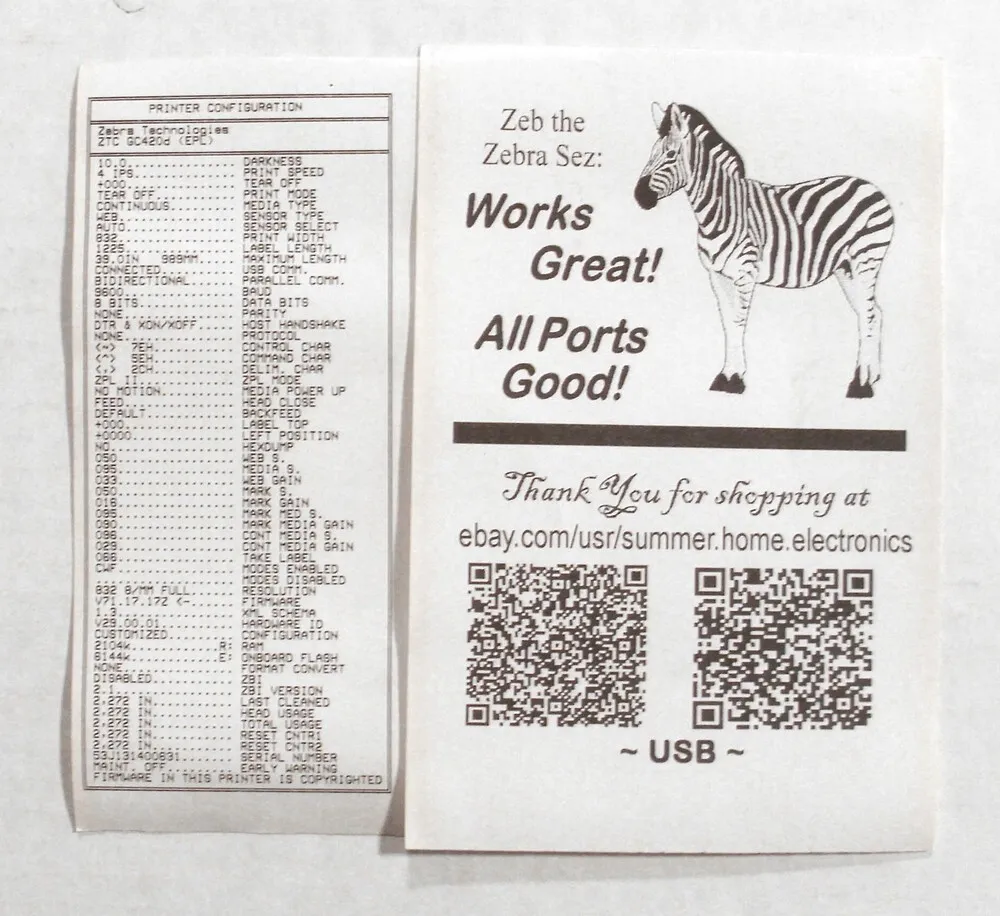 PRINTER CONFIGURATION
Zebra Technologies
ZTC GC420d (EPL)
10.0.............. DARKNESS
4 IPS............. PRINT SPEED
+000.............. TEAR OFF
TEAR OFF.......... PRINT MODE
CONTINUOUS........ MEDIA TYPE
WEB............... SENSOR TYPE
AUTO.............. SENSOR SELECT
832............... PRINT WIDTH
1225.............. LABEL LENGTH
39.0IN 989MM..... MAXIMUM LENGTH
CONNECTED......... USB COMM.
BIDIRECTIONAL..... PARALLEL COMM.
9600.............. BAUD
8 BITS............ DATA BITS
NONE.............. PARITY
DTR & XON/XOFF.... HOST HANDSHAKE
NONE.............. PROTOCOL
<~> 7EH.......... CONTROL CHAR
<^> 5EH.......... COMMAND CHAR
<,> 2CH.......... DELIM. CHAR
ZPL II............ ZPL MODE
NO MOTION......... MEDIA POWER UP
FEED.............. HEAD CLOSE
DEFAULT........... BACKFEED
+000.............. LABEL TOP
+0000............. LEFT POSITION
NO................ HEXDUMP
050............... WEB S.
095............... MEDIA S.
033............... WEB GAIN
050............... MARK S.
018............... MARK GAIN
095............... MARK MED S.
090............... MARK MEDIA GAIN
096............... CONT MEDIA S.
029............... CONT MEDIA GAIN
066............... TAKE LABEL
CWF............... MODES ENABLED
.................. MODES DISABLED
832 8/MM FULL..... RESOLUTION
V71.17.17Z <-..... FIRMWARE
1.3............... XML SCHEMA
V29.00.01......... HARDWARE ID
CUSTOMIZED........ CONFIGURATION
2104k...........R: RAM
6144k...........E: ONBOARD FLASH
NONE.............. FORMAT CONVERT
DISABLED.......... ZBI
2.1............... ZBI VERSION
2,272 IN.......... LAST CLEANED
2,272 IN.......... HEAD USAGE
2,272 IN.......... TOTAL USAGE
2,272 IN.......... RESET CNTR1
2,272 IN.......... RESET CNTR2
53J131400831...... SERIAL NUMBER
MAINT. OFF........ EARLY WARNING
FIRMWARE IN THIS PRINTER IS COPYRIGHTED
Zeb the
Zebra Sez:
Works
Great!
All Ports
Good!
Thank You for shopping at
ebay.com/usr/summer.home.electronics
~ USB ~